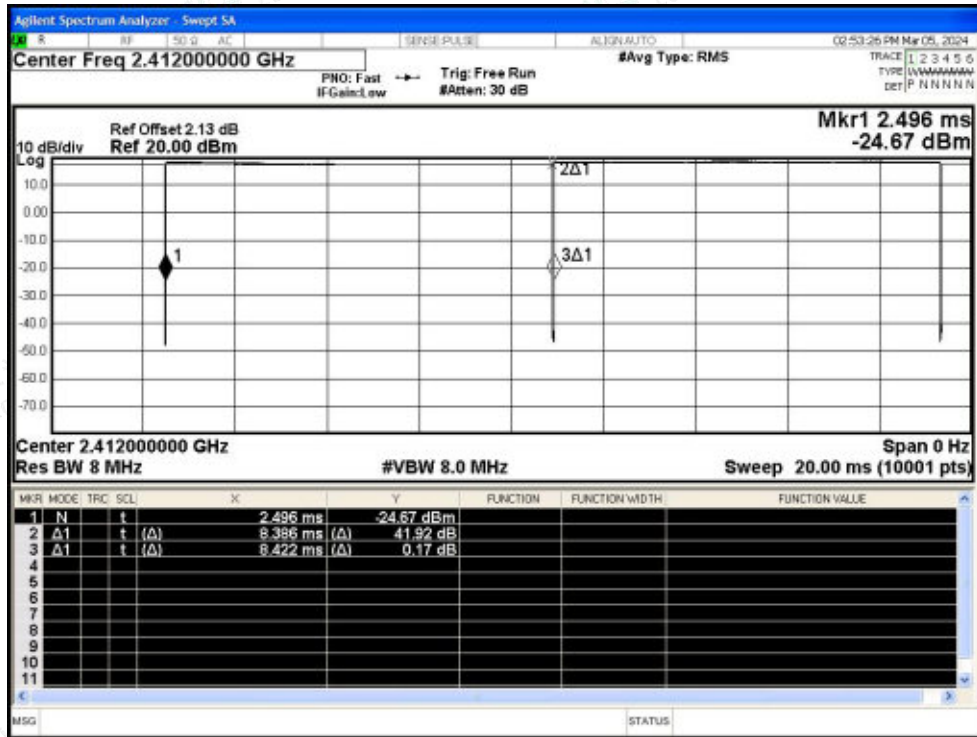 Agilent Spectrum Analyzer - Swept SA
R RF 50 Ω AC SENSE:PULSE ALIGN AUTO 02:53:26 PM Mar 05, 2024
Center Freq 2.412000000 GHz #Avg Type: RMS TRACE 1 2 3 4 5 6
PNO: Fast Trig: Free Run TYPE
IFGain:Low #Atten: 30 dB DET P N N N N N
Mkr1 2.496 ms
Ref Offset 2.13 dB
10 dB/div Ref 20.00 dBm -24.67 dBm
Log
2Δ1
10.0
0.00
-10.0
1 3Δ1
-20.0
-30.0
-40.0
-50.0
-60.0
-70.0
Center 2.412000000 GHz Span 0 Hz
Res BW 8 MHz #VBW 8.0 MHz Sweep 20.00 ms (10001 pts)
MKR MODE TRC SCL X Y FUNCTION FUNCTION WIDTH FUNCTION VALUE
1 N t 2.496 ms -24.67 dBm
2 Δ1 t (Δ) 8.386 ms (Δ) 41.92 dB
3 Δ1 t (Δ) 8.422 ms (Δ) 0.17 dB
4
5
6
7
8
9
10
11
MSG STATUS